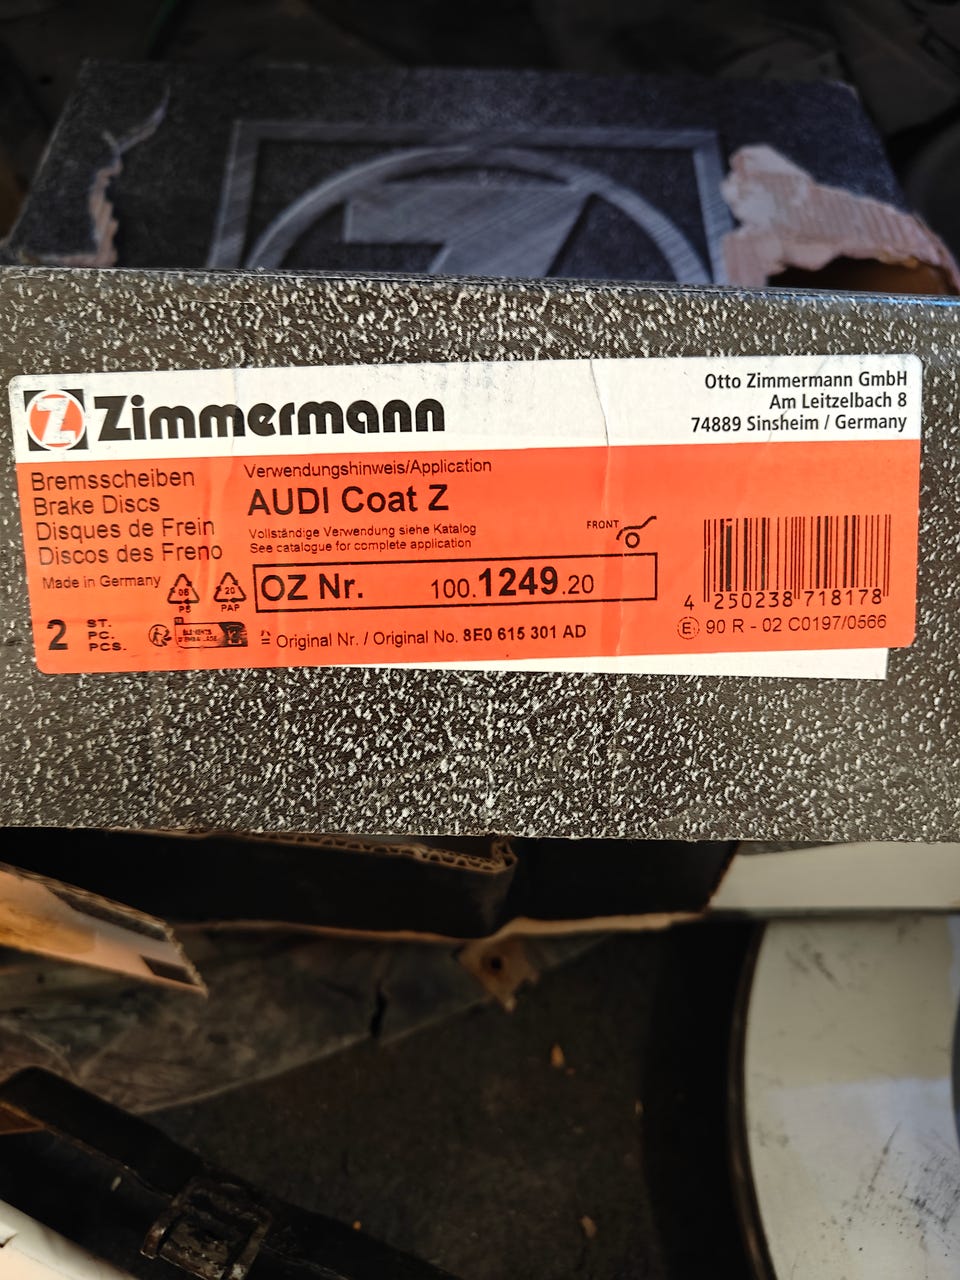 Z Zimmermann
Otto Zimmermann GmbH
Am Leitzelbach 8
74889 Sinsheim / Germany
Bremsscheiben
Brake Discs
Disques de Frein
Discos des Freno
Made in Germany
Verwendungshinweis/Application
AUDI Coat Z
Vollständige Verwendung siehe Katalog
See catalogue for complete application
FRONT
OZ Nr. 100.1249.20
PS
20
PAP
2 ST.
PC.
PCS.
= Original Nr. / Original No. 8E0 615 301 AD
4 250238 718178
E1 90 R - 02 C0197/0566